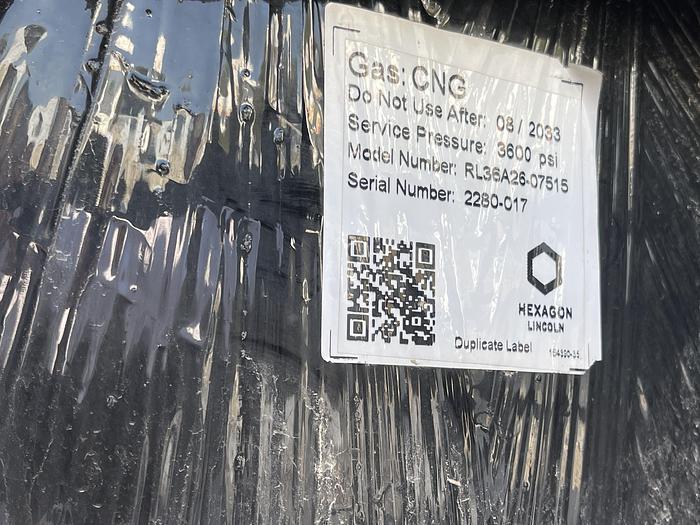 Gas: CNG
Do Not Use After: 08 / 2033
Service Pressure: 3600 psi
Model Number: RL36A26-07515
Serial Number: 2280-017
HEXAGON
LINCOLN
Duplicate Label